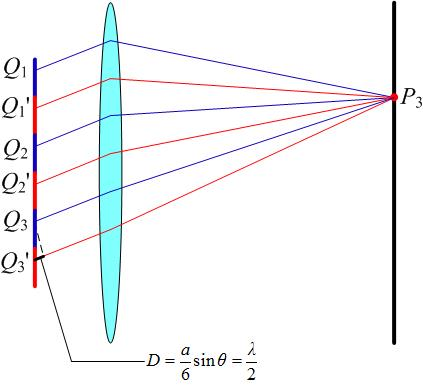 Q₁
Q₁'
Q₂
Q₂'
Q₃
Q₃'
P₃
D = a/6 sinθ = λ/2